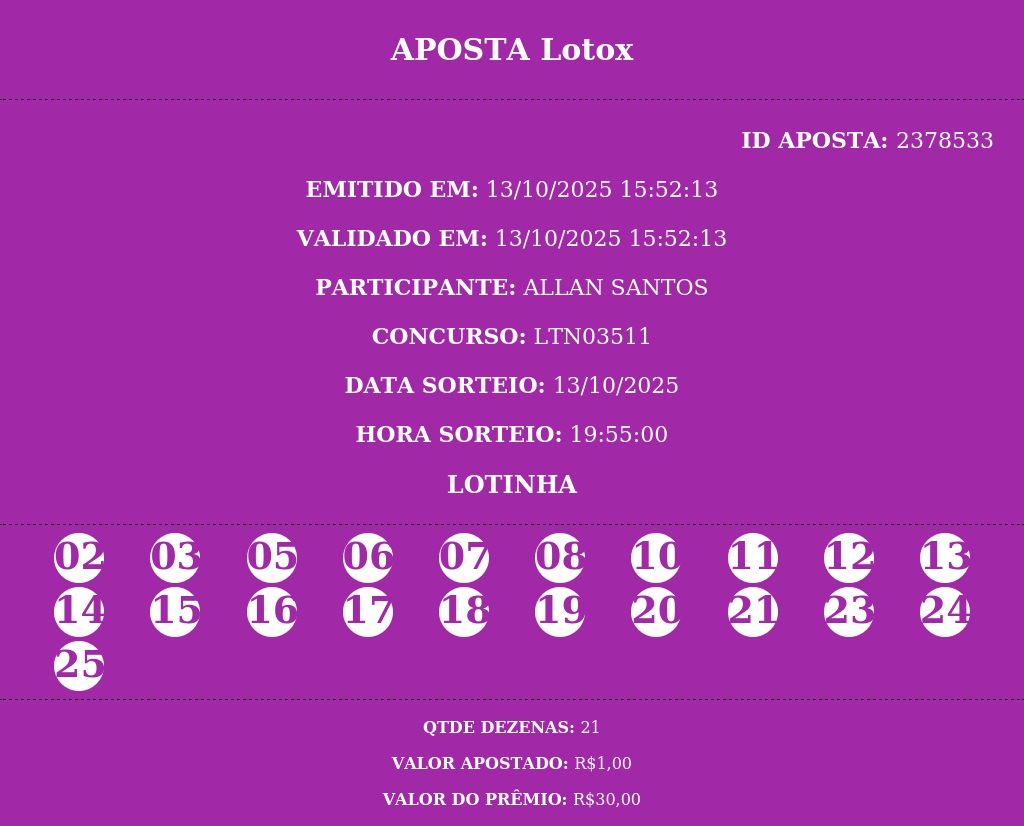 APOSTA Lotox
ID APOSTA: 2378533
EMITIDO EM: 13/10/2025 15:52:13
VALIDADO EM: 13/10/2025 15:52:13
PARTICIPANTE: ALLAN SANTOS
CONCURSO: LTN03511
DATA SORTEIO: 13/10/2025
HORA SORTEIO: 19:55:00
LOTINHA
02 03 05 06 07 08 10 11 12 13
14 15 16 17 18 19 20 21 23 24
25
QTDE DEZENAS: 21
VALOR APOSTADO: R$1,00
VALOR DO PRÊMIO: R$30,00